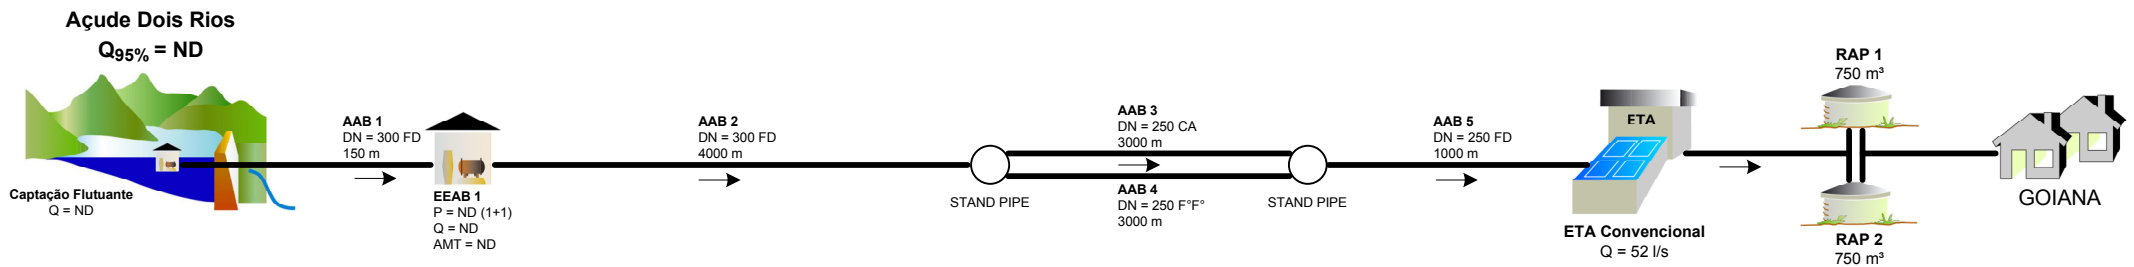 Açude Dois Rios
Q95% = ND
Captação Flutuante
Q = ND
AAB 1
DN = 300 FD
150 m
EEAB 1
P = ND (1+1)
Q = ND
AMT = ND
AAB 2
DN = 300 FD
4000 m
STAND PIPE
AAB 3
DN = 250 CA
3000 m
AAB 4
DN = 250 F°F°
3000 m
STAND PIPE
AAB 5
DN = 250 FD
1000 m
ETA
ETA Convencional
Q = 52 l/s
RAP 1
750 m³
RAP 2
750 m³
GOIANA